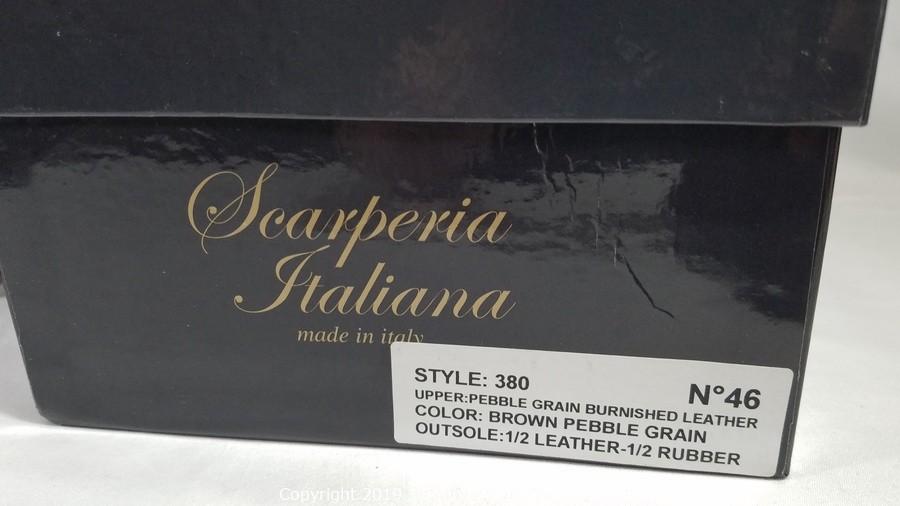 Scarperia
Italiana
made in italy
STYLE: 380
N°46
UPPER:PEBBLE GRAIN BURNISHED LEATHER
COLOR: BROWN PEBBLE GRAIN
OUTSOLE:1/2 LEATHER-1/2 RUBBER
Copyright 2019